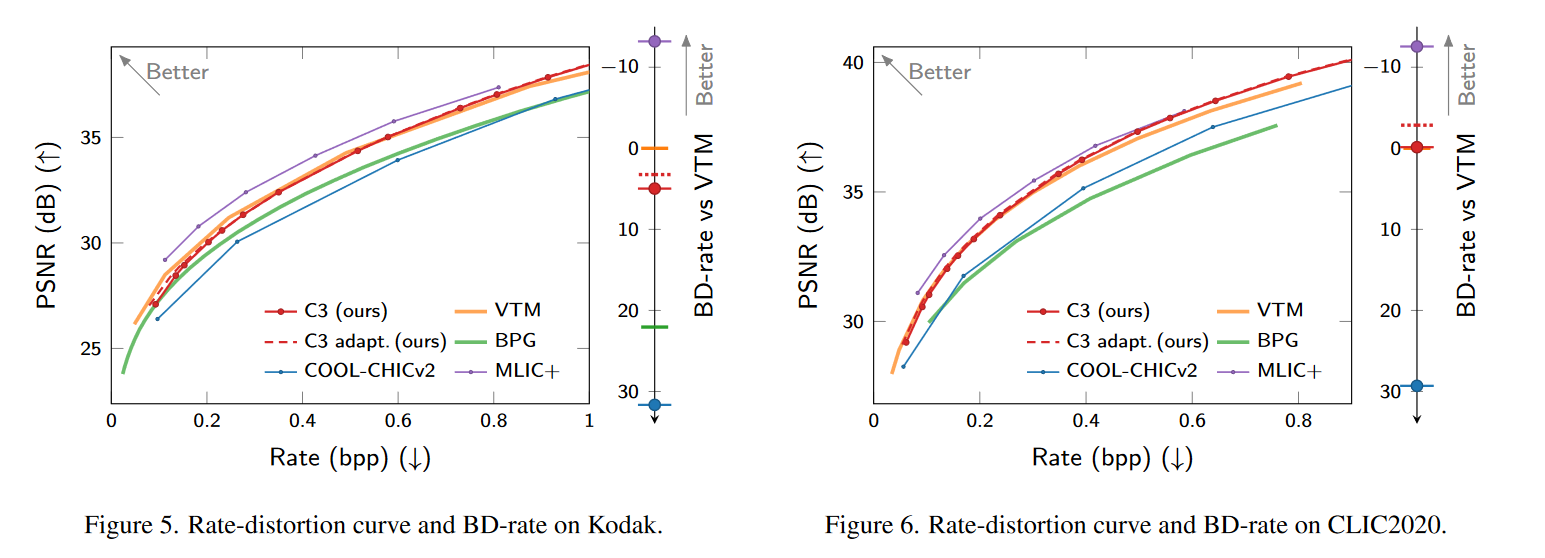 Better
PSNR (dB) (↑)
35
30
25
0
0.2
0.4
0.6
0.8
1
Rate (bpp) (↓)
C3 (ours)
C3 adapt. (ours)
COOL-CHICv2
VTM
BPG
MLIC+
−10
0
10
20
30
Better
BD-rate vs VTM
Figure 5. Rate-distortion curve and BD-rate on Kodak.
Better
PSNR (dB) (↑)
40
35
30
0
0.2
0.4
0.6
0.8
Rate (bpp) (↓)
C3 (ours)
C3 adapt. (ours)
COOL-CHICv2
VTM
BPG
MLIC+
−10
0
10
20
30
Better
BD-rate vs VTM
Figure 6. Rate-distortion curve and BD-rate on CLIC2020.